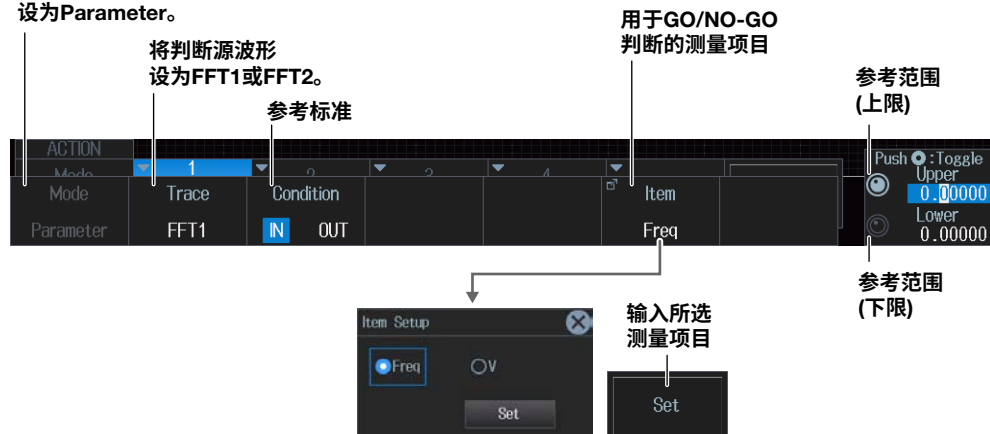 设为Parameter。
用于GO/NO-GO
判断的测量项目
将判断源波形
设为FFT1或FFT2。
参考范围
(上限)
参考标准
ACTION
Mode 1 2 3 4
Push :Toggle
Mode Trace Condition Item
Upper
0.00000
Parameter FFT1 IN OUT Freq
Lower
0.00000
参考范围
(下限)
输入所选
测量项目
Item Setup
Freq V
Set
Set